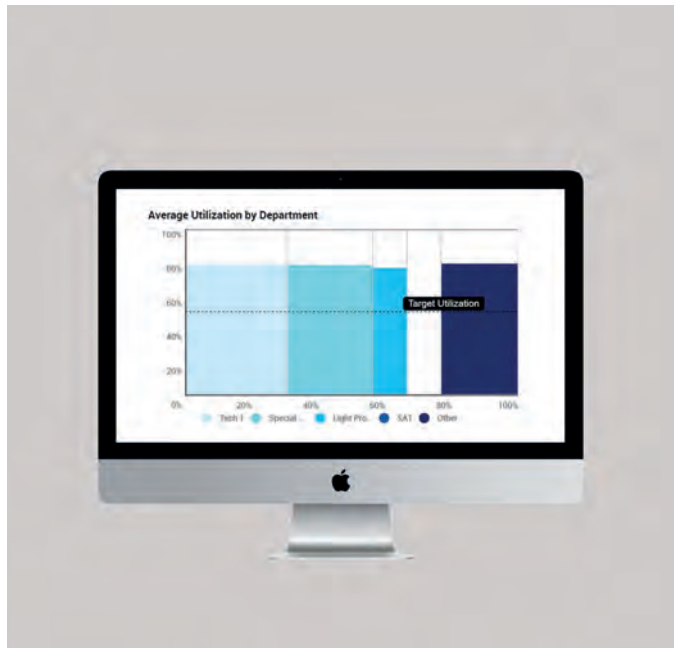 Average Utilization by Department
100%
80%
Target Utilization
60%
40%
20%
0% 20% 40% 60% 80% 100%
Tech 1 Special ... Light Pro.. SAT Other